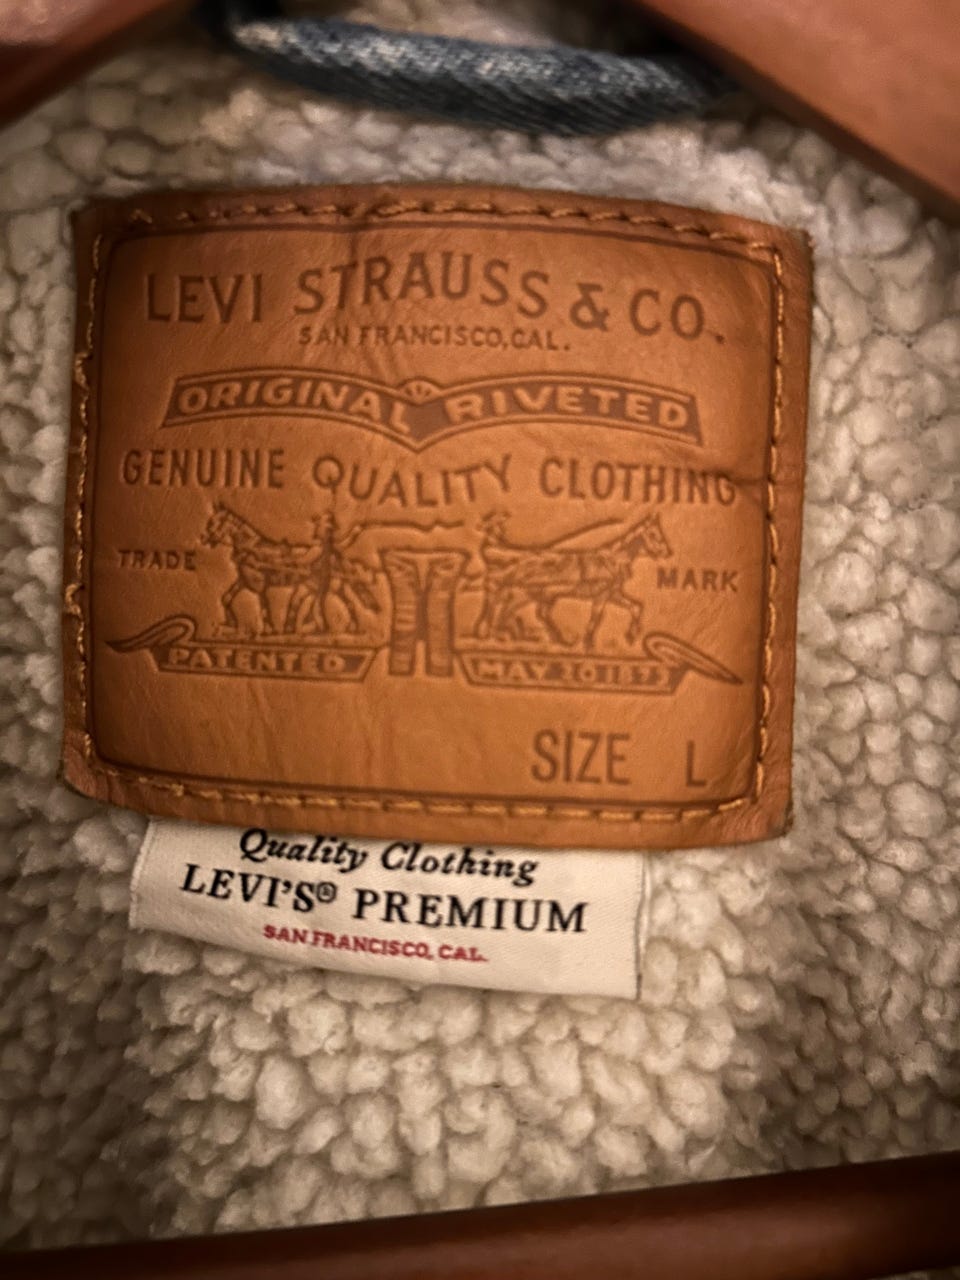 LEVI STRAUSS & CO.
SAN FRANCISCO, CAL.
ORIGINAL RIVETED
GENUINE QUALITY CLOTHING
TRADE MARK
PATENTED MAY 20 1873
SIZE L
Quality Clothing
LEVI'S® PREMIUM
SAN FRANCISCO, CAL.